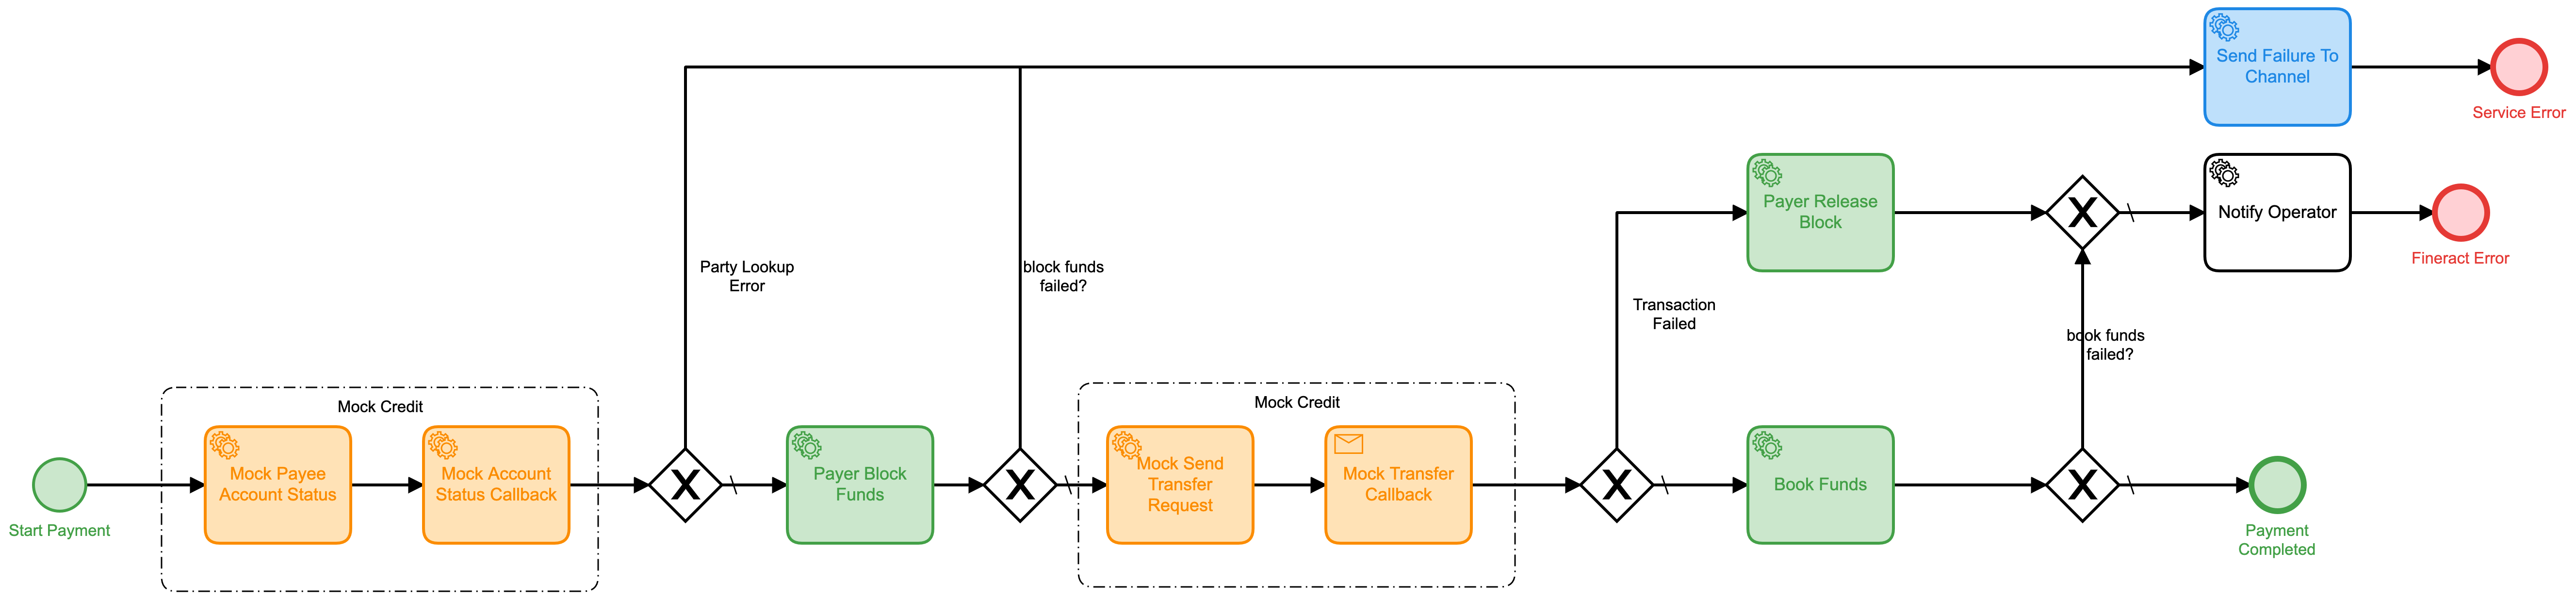 Send Failure To
Channel
Service Error
Payer Release
Block
Notify Operator
Fineract Error
Party Lookup
Error
block funds
failed?
Transaction
Failed
book funds
failed?
Mock Credit
Mock Credit
Start Payment
Mock Payee
Account Status
Mock Account
Status Callback
X
Payer Block
Funds
X
Mock Send
Transfer
Request
Mock Transfer
Callback
X
Book Funds
X
X
Payment
Completed